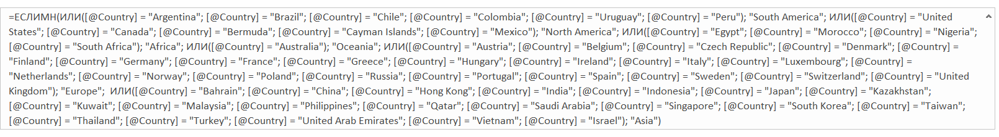 =ЕСЛИМН(ИЛИ([@Country] = "Argentina"; [@Country] = "Brazil"; [@Country] = "Chile"; [@Country] = "Colombia"; [@Country] = "Uruguay"; [@Country] = "Peru"); "South America"; ИЛИ([@Country] = "United
States"; [@Country] = "Canada"; [@Country] = "Bermuda"; [@Country] = "Cayman Islands"; [@Country] = "Mexico"); "North America"; ИЛИ([@Country] = "Egypt"; [@Country] = "Morocco"; [@Country] = "Nigeria";
[@Country] = "South Africa"); "Africa"; ИЛИ([@Country] = "Australia"); "Oceania"; ИЛИ([@Country] = "Austria"; [@Country] = "Belgium"; [@Country] = "Czech Republic"; [@Country] = "Denmark"; [@Country] =
"Finland"; [@Country] = "Germany"; [@Country] = "France"; [@Country] = "Greece"; [@Country] = "Hungary"; [@Country] = "Ireland"; [@Country] = "Italy"; [@Country] = "Luxembourg"; [@Country] =
"Netherlands"; [@Country] = "Norway"; [@Country] = "Poland"; [@Country] = "Russia"; [@Country] = "Portugal"; [@Country] = "Spain"; [@Country] = "Sweden"; [@Country] = "Switzerland"; [@Country] = "United
Kingdom"); "Europe";  ИЛИ([@Country] = "Bahrain"; [@Country] = "China"; [@Country] = "Hong Kong"; [@Country] = "India"; [@Country] = "Indonesia"; [@Country] = "Japan"; [@Country] = "Kazakhstan";
[@Country] = "Kuwait"; [@Country] = "Malaysia"; [@Country] = "Philippines"; [@Country] = "Qatar"; [@Country] = "Saudi Arabia"; [@Country] = "Singapore"; [@Country] = "South Korea"; [@Country] = "Taiwan";
[@Country] = "Thailand"; [@Country] = "Turkey"; [@Country] = "United Arab Emirates"; [@Country] = "Vietnam"; [@Country] = "Israel"); "Asia")